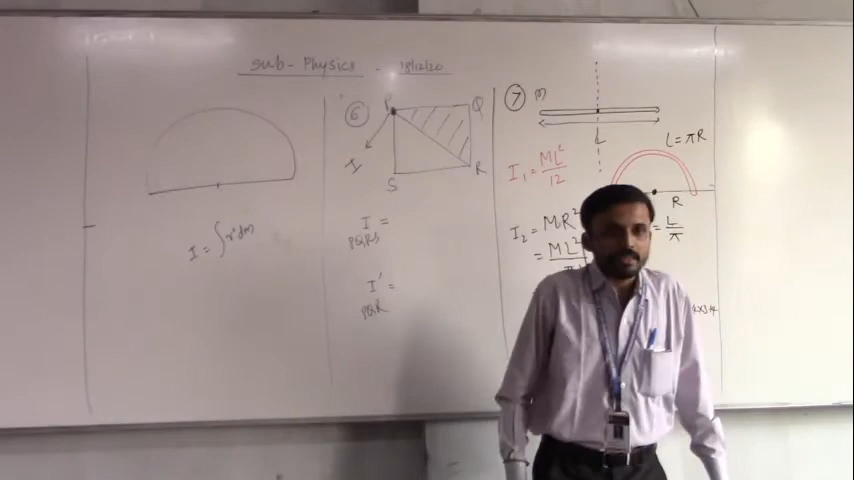 Sub- Physics - 18/12/20
I = ∫r²dm
6
P
Q
I
S
R
I =
PQRS
I' =
PQR
7
m
L
L = πR
I₁ = ML²
12
R
I₂ = MR²
= L
π
= ML²